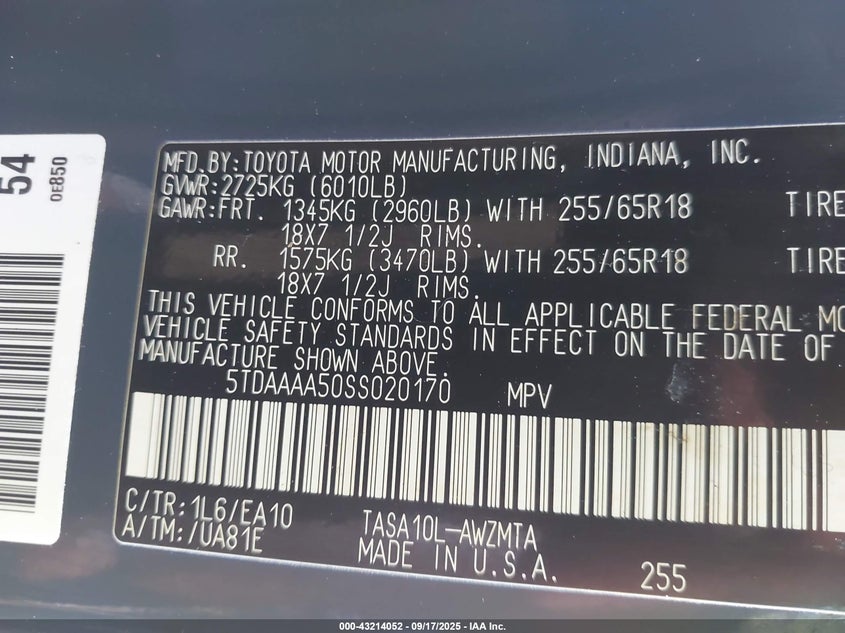 54
0E850
MFD.BY:TOYOTA MOTOR MANUFACTURING, INDIANA, INC.
GVWR:2725KG (6010LB)
GAWR:FRT. 1345KG (2960LB) WITH 255/65R18 TIRE
18X7 1/2J RIMS.
RR. 1575KG (3470LB) WITH 255/65R18 TIRE
18X7 1/2J RIMS.
THIS VEHICLE CONFORMS TO ALL APPLICABLE FEDERAL MO
VEHICLE SAFETY STANDARDS IN EFFECT ON THE DATE OF
MANUFACTURE SHOWN ABOVE.
5TDAAAA50SS020170 MPV
C/TR:1L6/EA10 TASA10L-AWZMTA
A/TM:/UA81E MADE IN U.S.A. 255
000-43214052 - 09/17/2025 - IAA Inc.